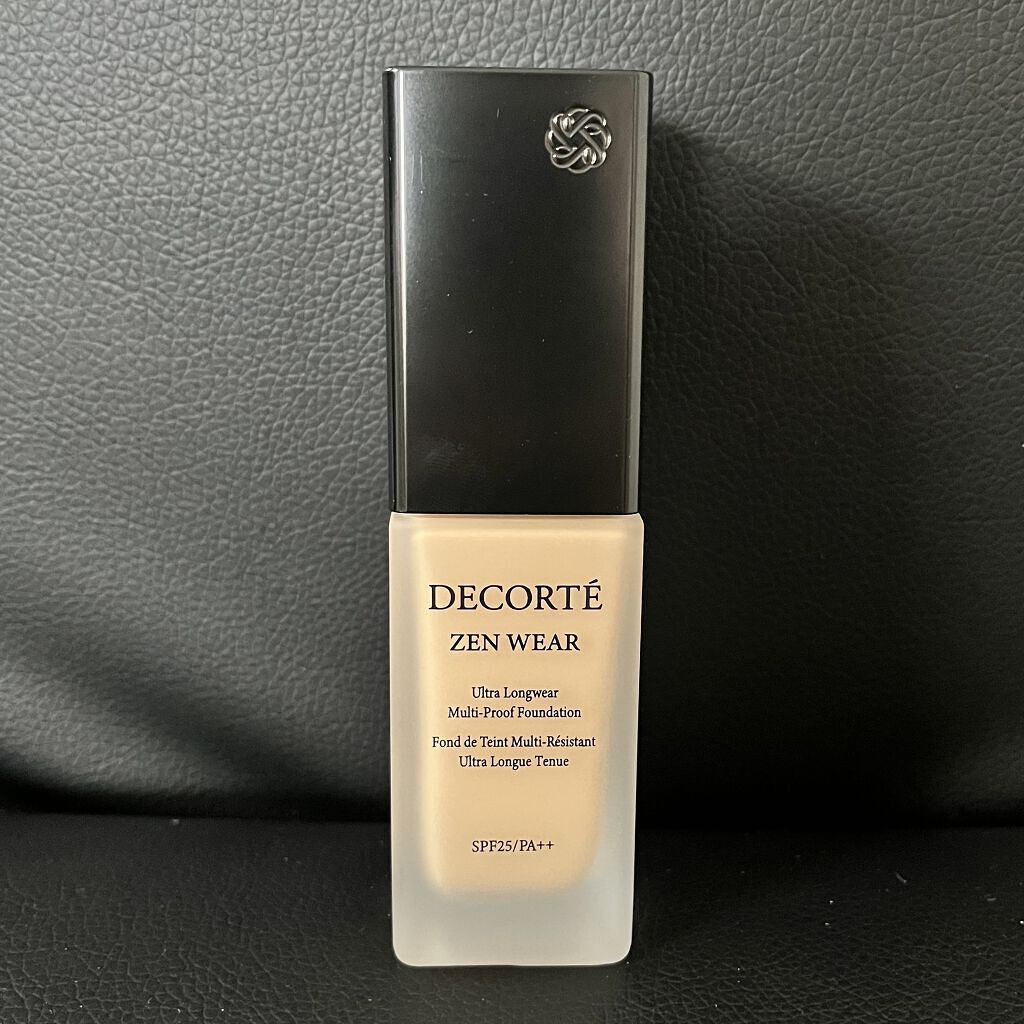 DECORTÉ
ZEN WEAR
Ultra Longwear
Multi-Proof Foundation
Fond de Teint Multi-Résistant
Ultra Longue Tenue
SPF25/PA++